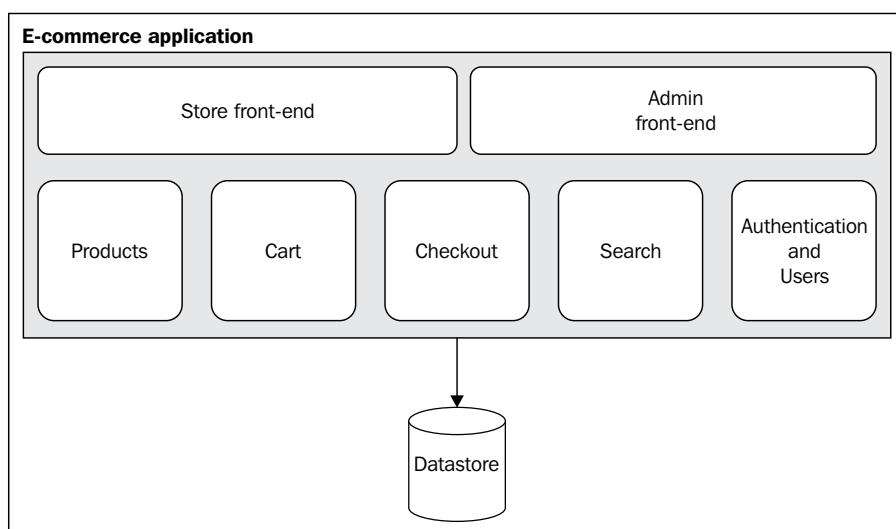 E-commerce application
Store front-end
Admin
front-end
Products
Cart
Checkout
Search
Authentication
and
Users
Datastore